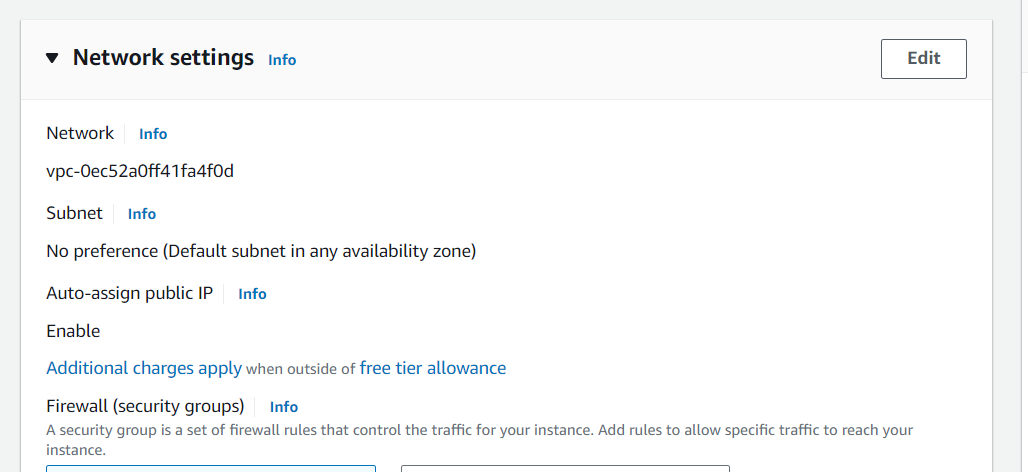 Network settings Info
Edit
Network Info
vpc-0ec52a0ff41fa4f0d
Subnet Info
No preference (Default subnet in any availability zone)
Auto-assign public IP Info
Enable
Additional charges apply when outside of free tier allowance
Firewall (security groups) Info
A security group is a set of firewall rules that control the traffic for your instance. Add rules to allow specific traffic to reach your
instance.